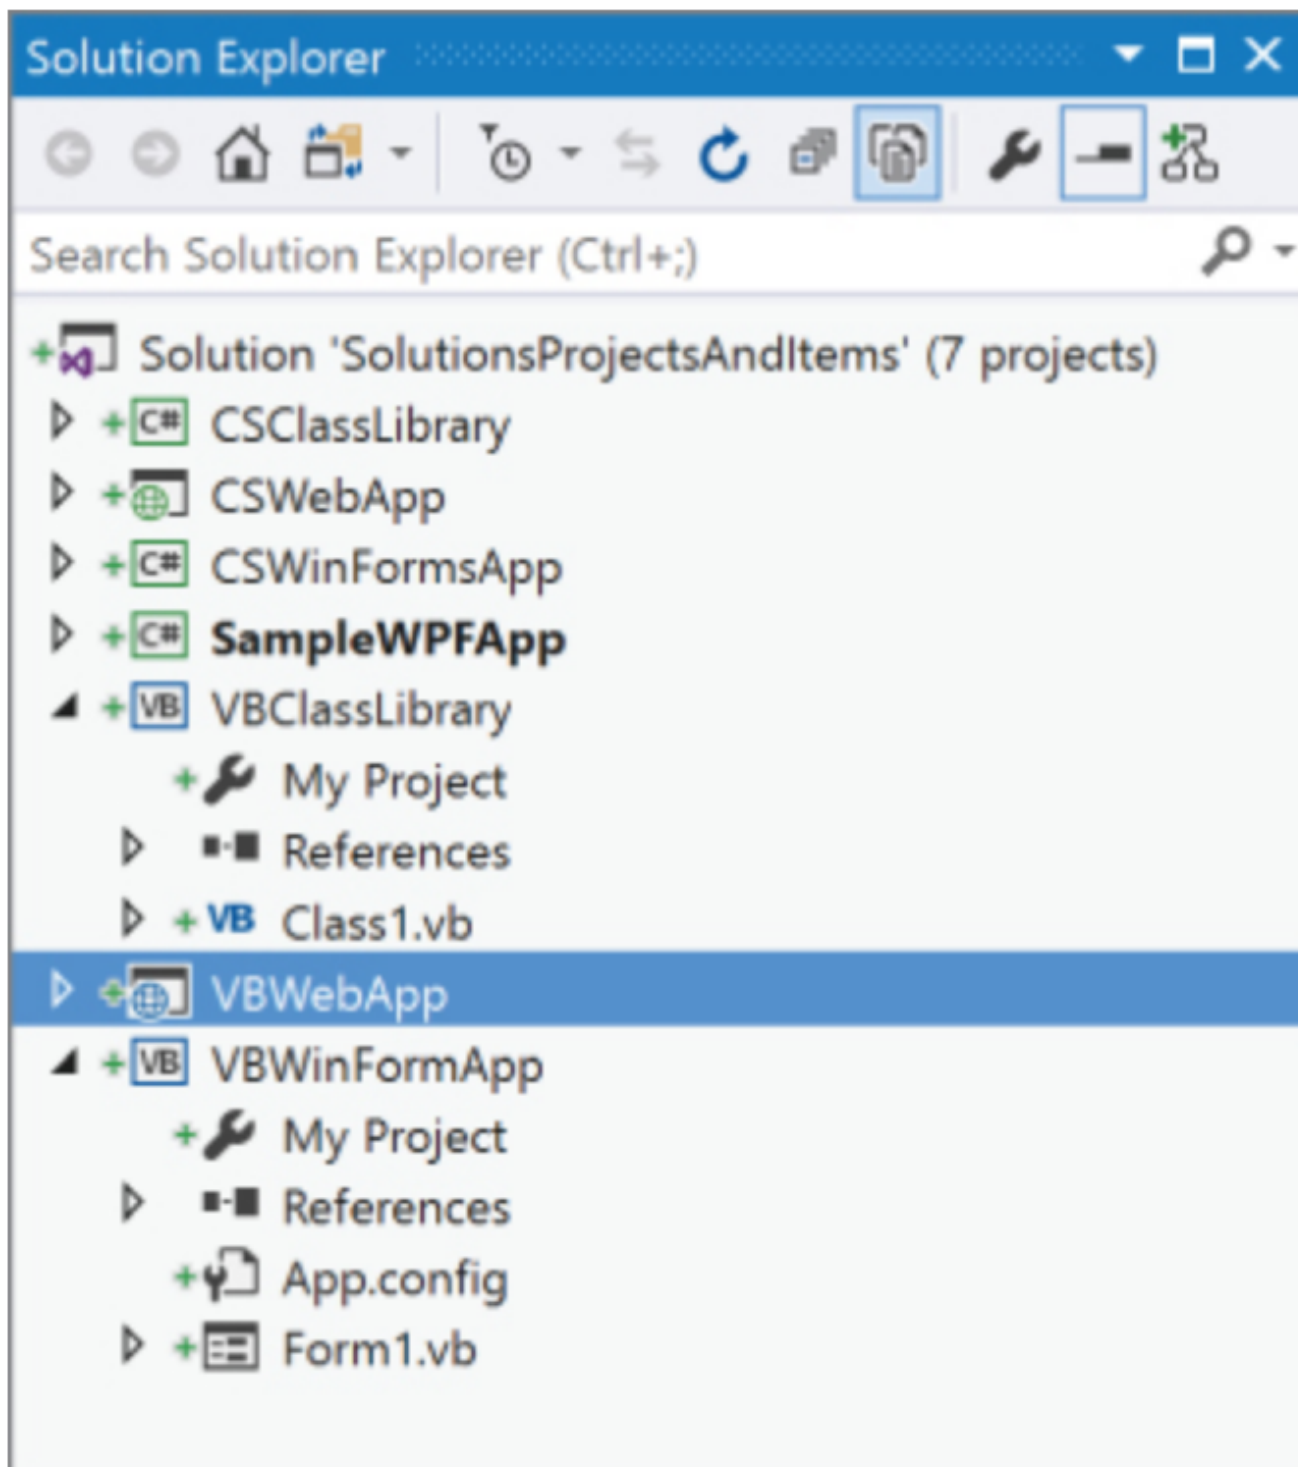 Solution Explorer
Search Solution Explorer (Ctrl+;)
Solution 'SolutionsProjectsAndItems' (7 projects)
C# CSClassLibrary
CSWebApp
C# CSWinFormsApp
C# SampleWPFApp
VB VBClassLibrary
My Project
References
VB Class1.vb
VBWebApp
VB VBWinFormApp
My Project
References
App.config
Form1.vb